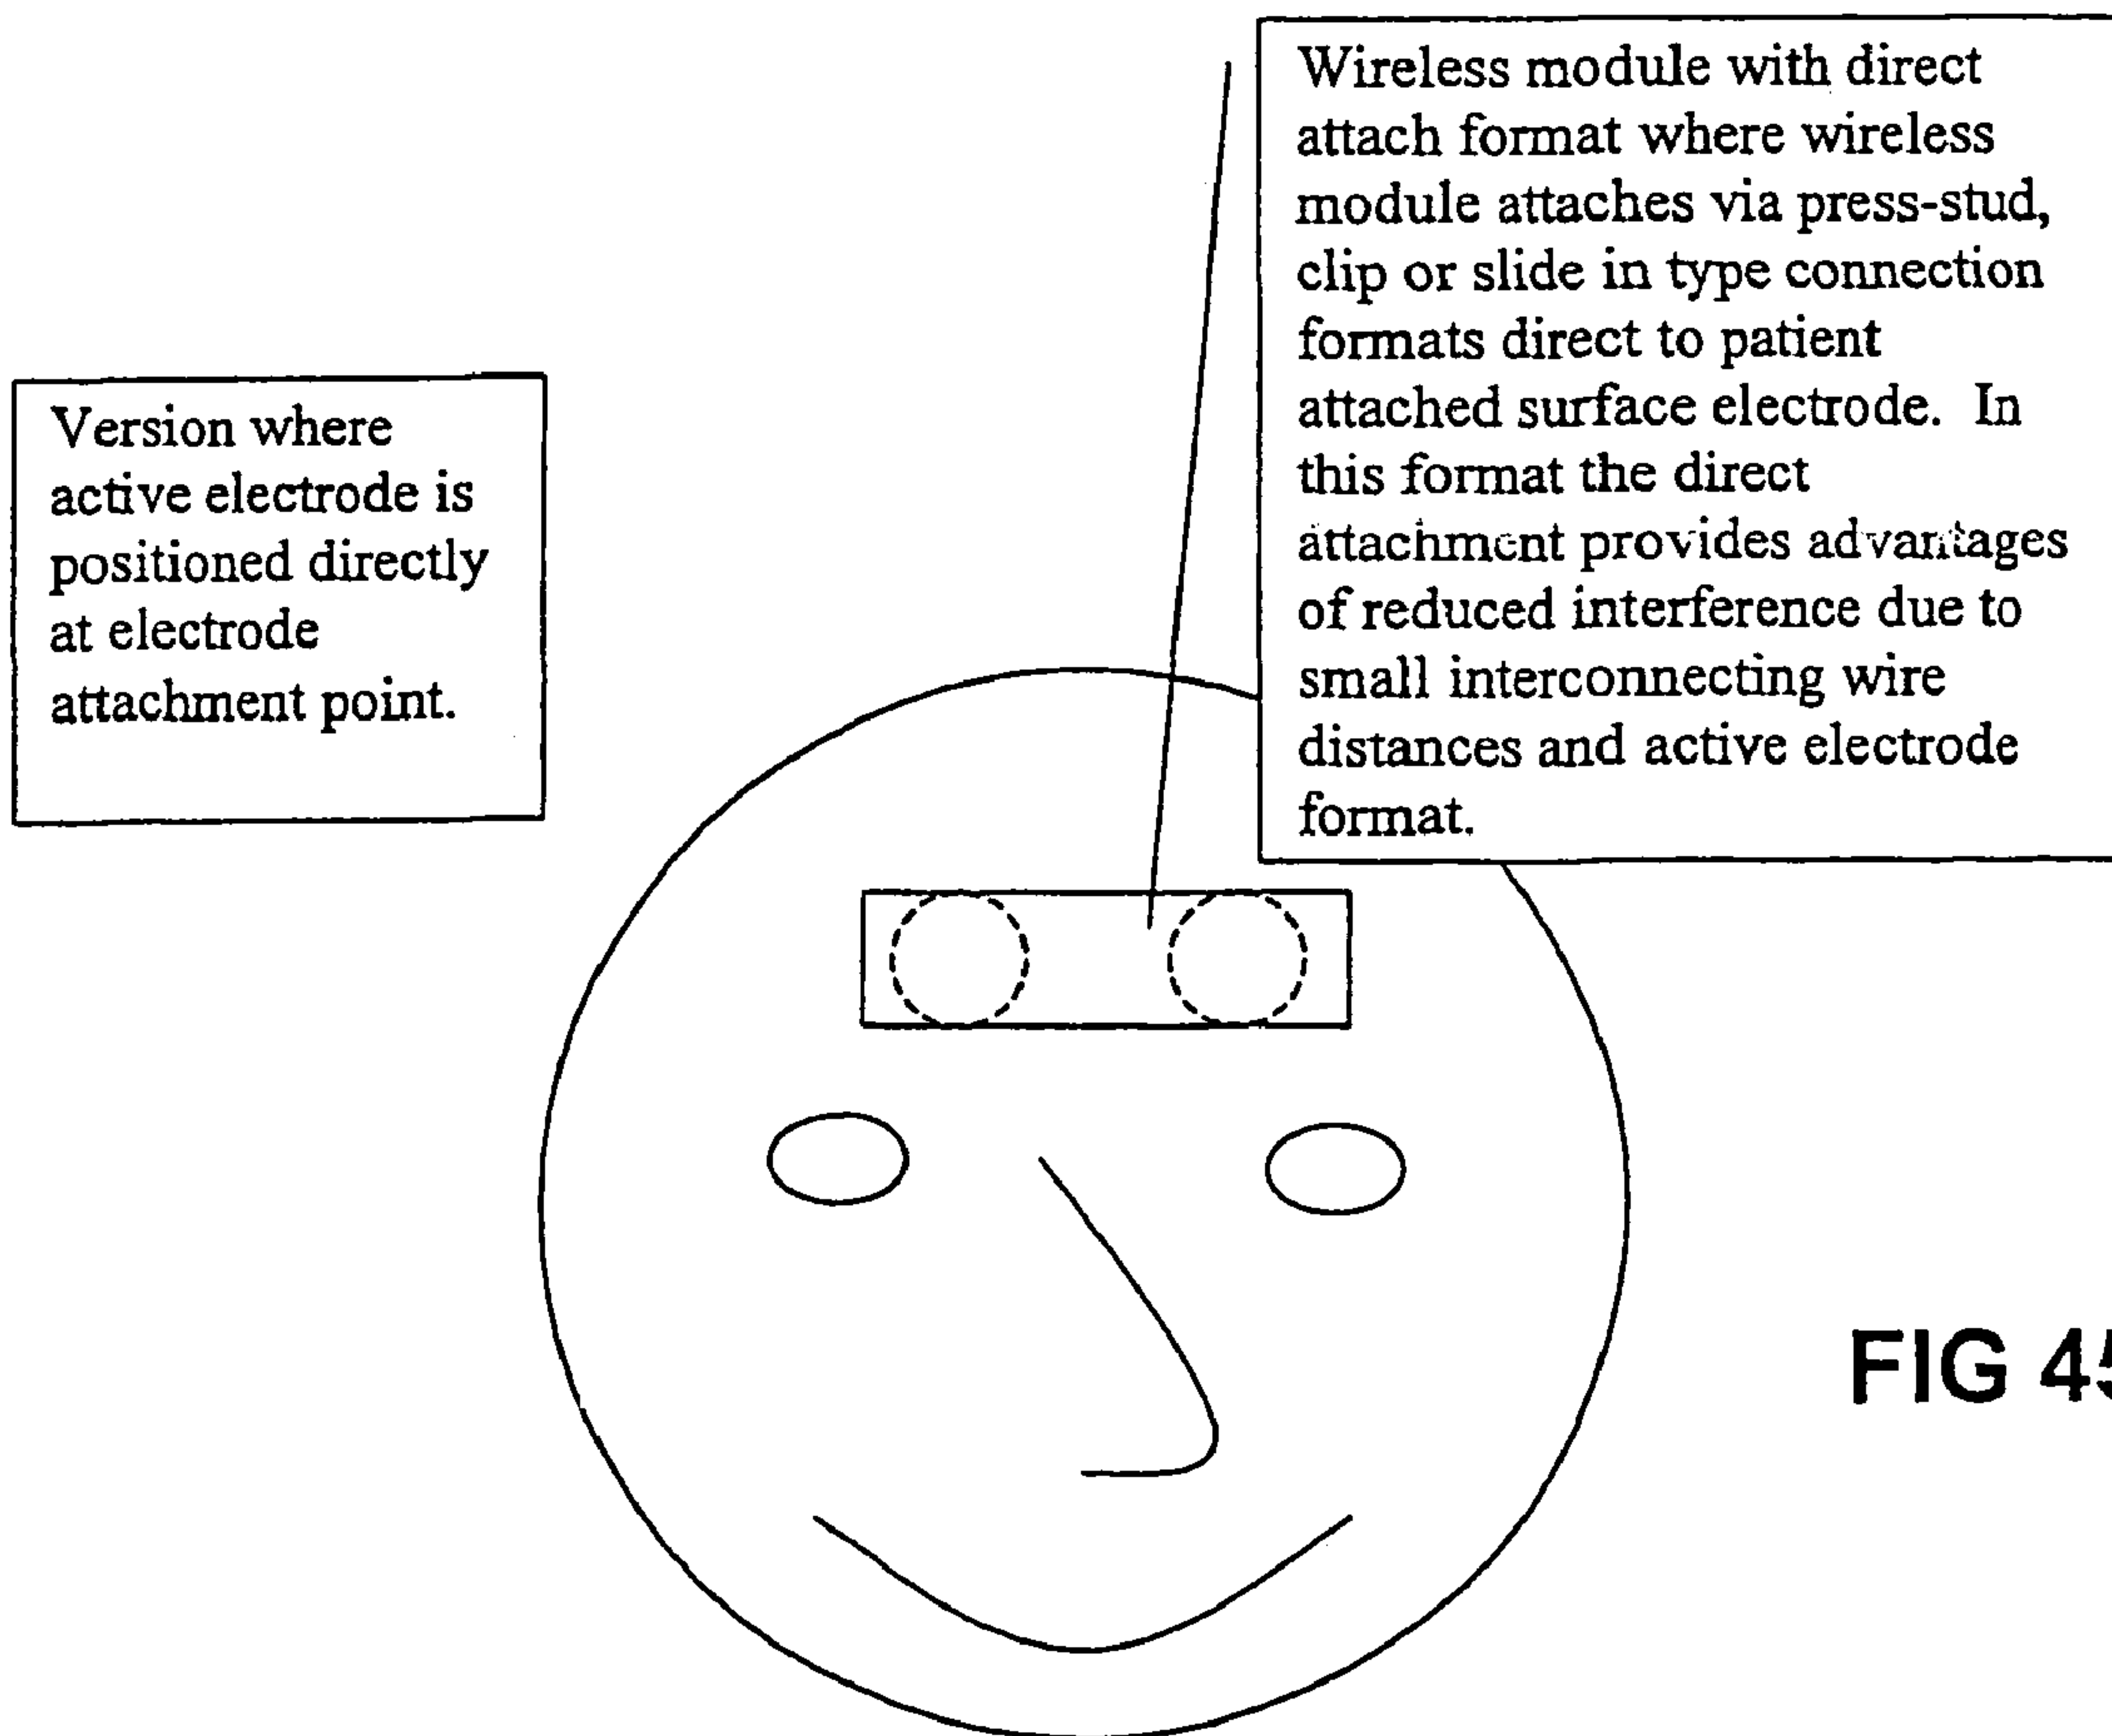 Wireless module with direct
attach format where wireless
module attaches via press-stud,
clip or slide in type connection
formats direct to patient
attached surface electrode. In
this format the direct
attachment provides advantages
of reduced interference due to
small interconnecting wire
distances and active electrode
format.
Version where
active electrode is
positioned directly
at electrode
attachment point.
FIG 45